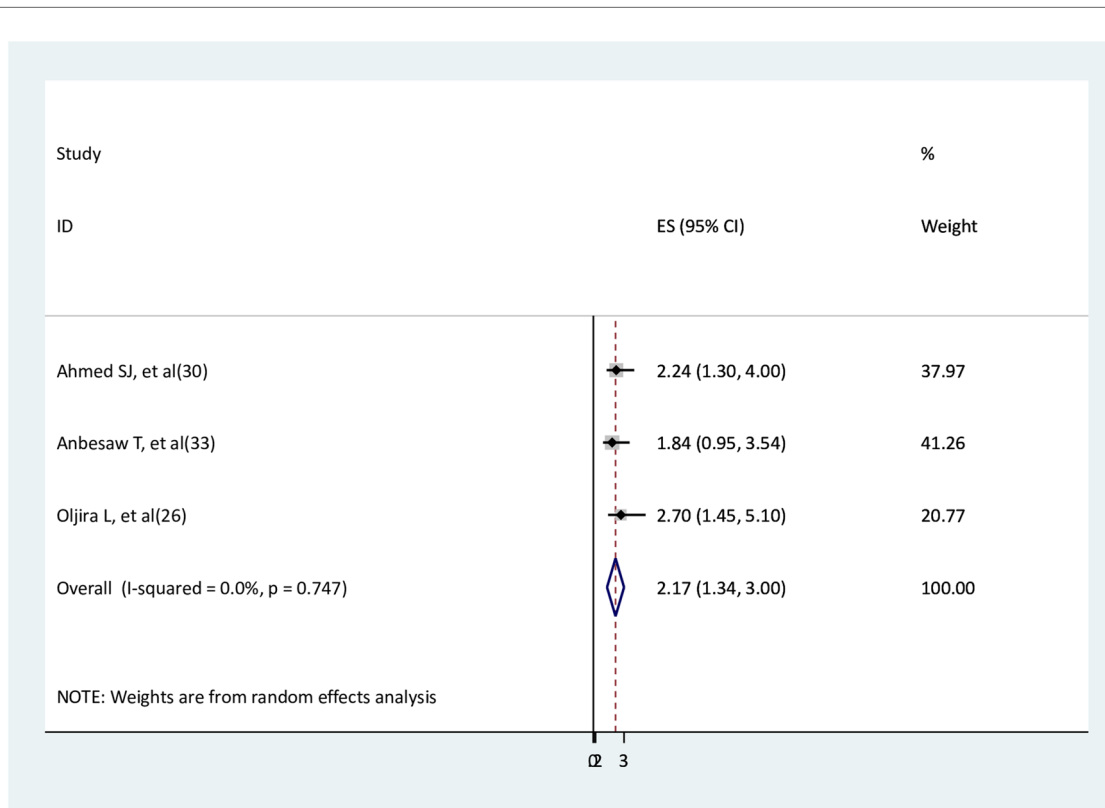 Study %
ID ES (95% CI) Weight
Ahmed SJ, et al(30) 2.24 (1.30, 4.00) 37.97
Anbesaw T, et al(33) 1.84 (0.95, 3.54) 41.26
Oljira L, et al(26) 2.70 (1.45, 5.10) 20.77
Overall (I-squared = 0.0%, p = 0.747) 2.17 (1.34, 3.00) 100.00
NOTE: Weights are from random effects analysis
3